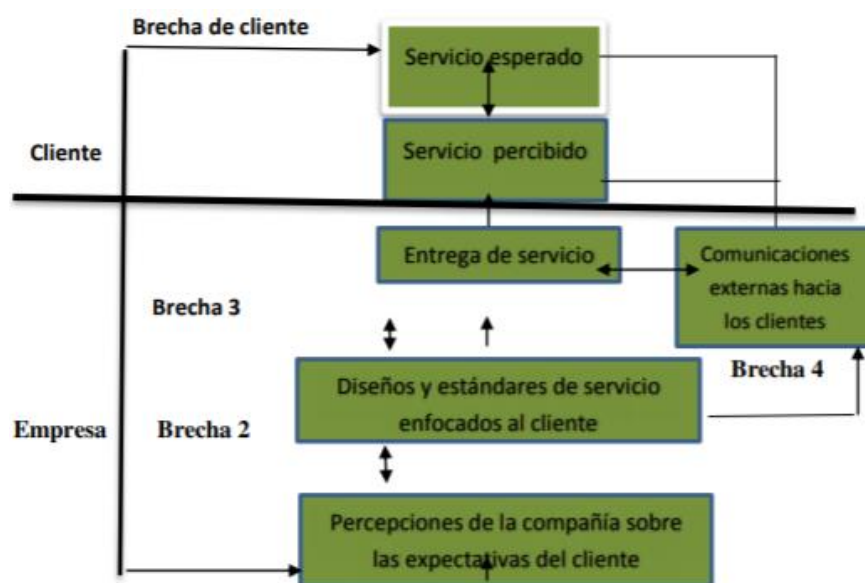 Brecha de cliente
Servicio esperado
Cliente
Servicio percibido
Entrega de servicio
Comunicaciones
externas hacia
los clientes
Brecha 3
Brecha 4
Diseños y estándares de servicio
enfocados al cliente
Empresa
Brecha 2
Percepciones de la compañía sobre
las expectativas del cliente